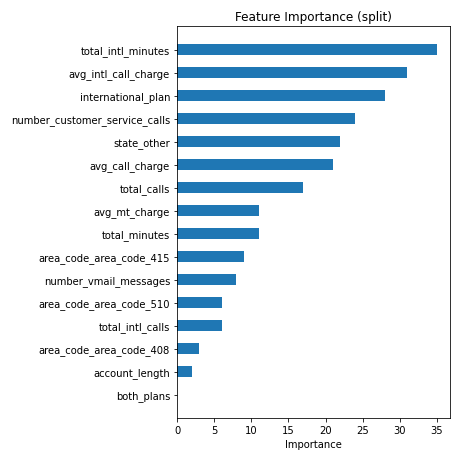 Feature Importance (split)
total_intl_minutes
avg_intl_call_charge
international_plan
number_customer_service_calls
state_other
avg_call_charge
total_calls
avg_mt_charge
total_minutes
area_code_area_code_415
number_vmail_messages
area_code_area_code_510
total_intl_calls
area_code_area_code_408
account_length
both_plans
0 5 10 15 20 25 30 35
Importance